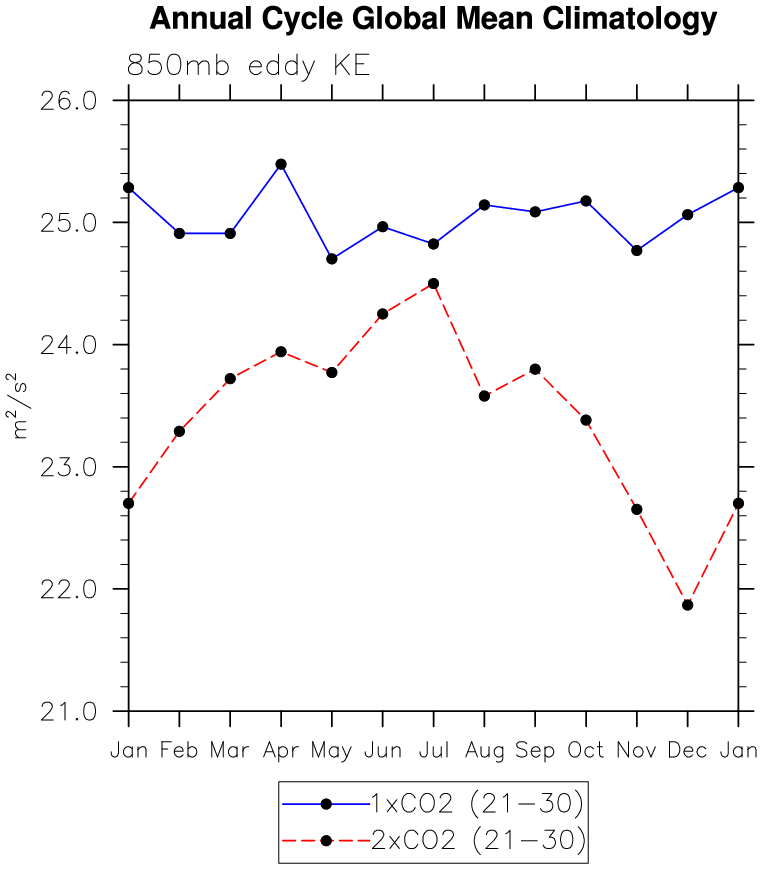 Annual Cycle Global Mean Climatology
850mb eddy KE
26.0
25.0
24.0
23.0
22.0
21.0
m²/s²
Jan Feb Mar Apr May Jun Jul Aug Sep Oct Nov Dec Jan
1xCO2 (21-30)
2xCO2 (21-30)